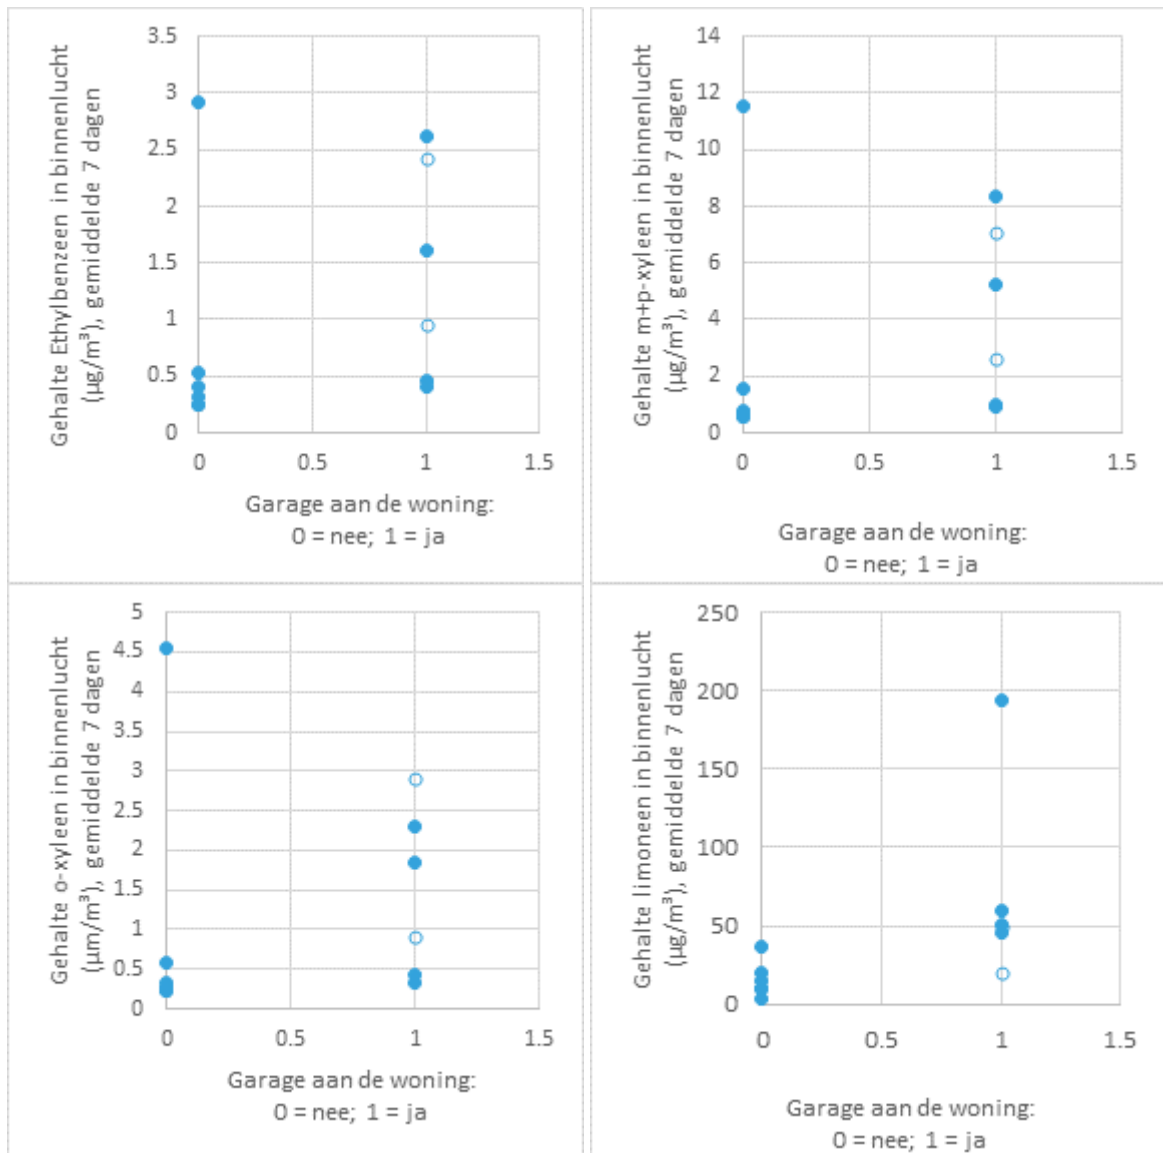 Gehalte Ethylbenzeen in binnenlucht
(µg/m³), gemiddelde 7 dagen
3.5
3
2.5
2
1.5
1
0.5
0
0 0.5 1 1.5
Garage aan de woning:
0 = nee; 1 = ja
Gehalte m+p-xyleen in binnenlucht
(µg/m³), gemiddelde 7 dagen
14
12
10
8
6
4
2
0
0 0.5 1 1.5
Garage aan de woning:
0 = nee; 1 = ja
Gehalte o-xyleen in binnenlucht
(µm/m³), gemiddelde 7 dagen
5
4.5
4
3.5
3
2.5
2
1.5
1
0.5
0
0 0.5 1 1.5
Garage aan de woning:
0 = nee; 1 = ja
Gehalte limoneen in binnenlucht
(µg/m³), gemiddelde 7 dagen
250
200
150
100
50
0
0 0.5 1 1.5
Garage aan de woning:
0 = nee; 1 = ja